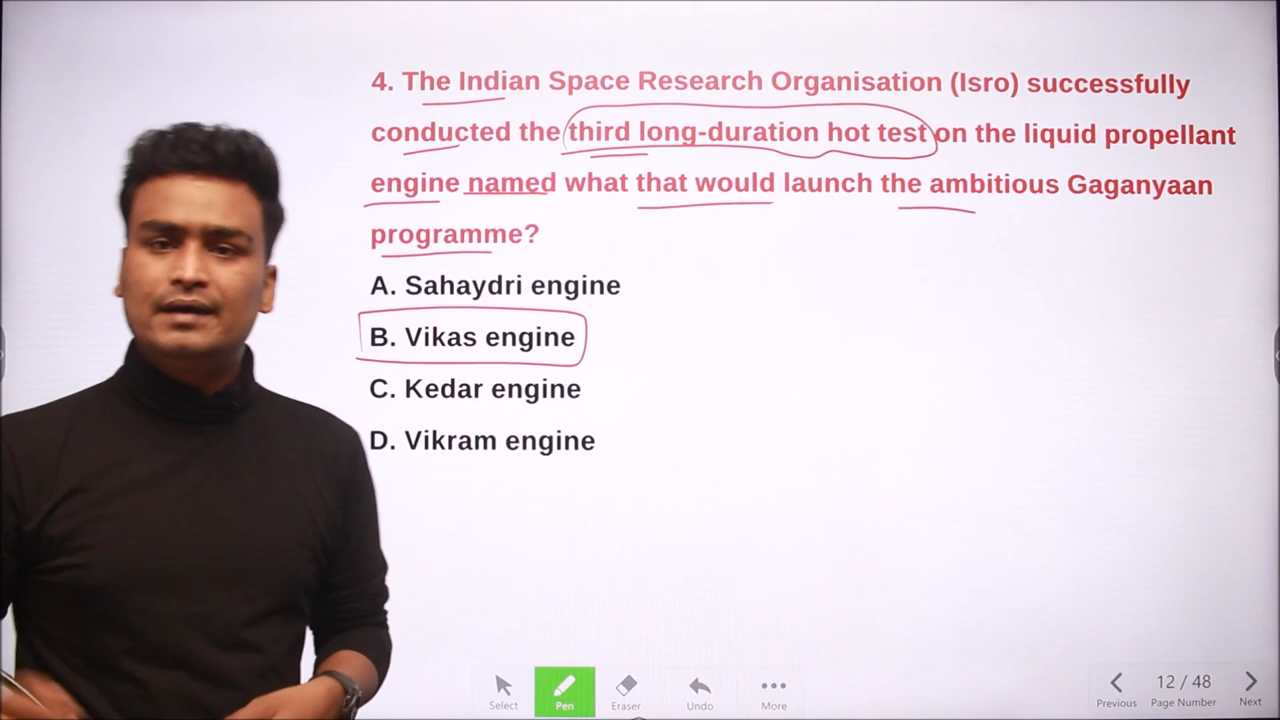 4. The Indian Space Research Organisation (Isro) successfully
conducted the third long-duration hot test on the liquid propellant
engine named what that would launch the ambitious Gaganyaan
programme?
A. Sahaydri engine
B. Vikas engine
C. Kedar engine
D. Vikram engine
Select
Pen
Eraser
Undo
More
Previous
12 / 48
Page Number
Next